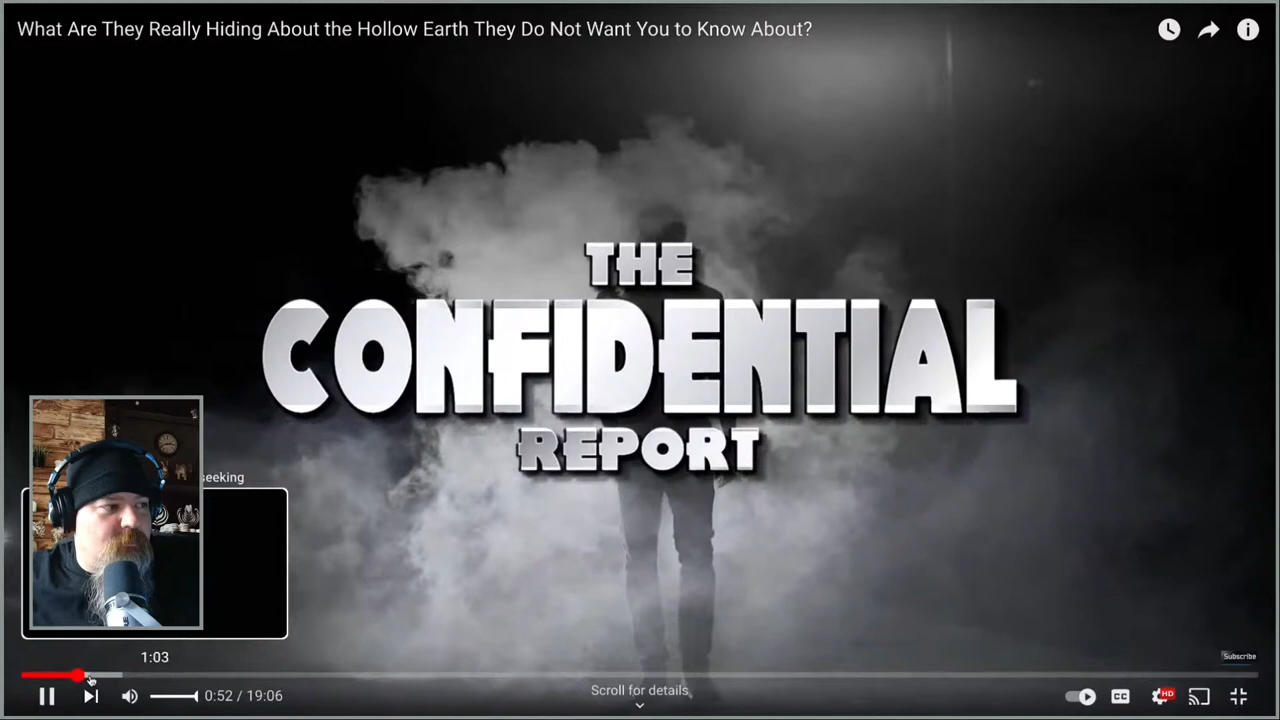 What Are They Really Hiding About the Hollow Earth They Do Not Want You to Know About?
THE
CONFIDENTIAL
REPORT
seeking
1:03
Subscribe
0:52 / 19:06
Scroll for details
CC
HD